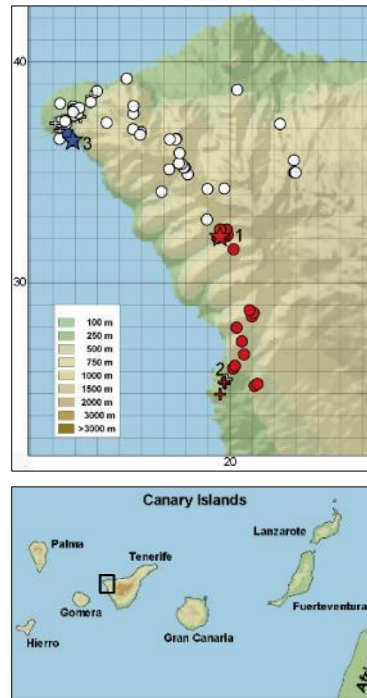 40
3
1
30
100 m
250 m
500 m
750 m
1000 m
1500 m
2000 m
3000 m
>3000 m
2
20
Canary Islands
Lanzarote
Palma
Tenerife
Gomera
Fuerteventura
Hierro
Gran Canaria
Afr